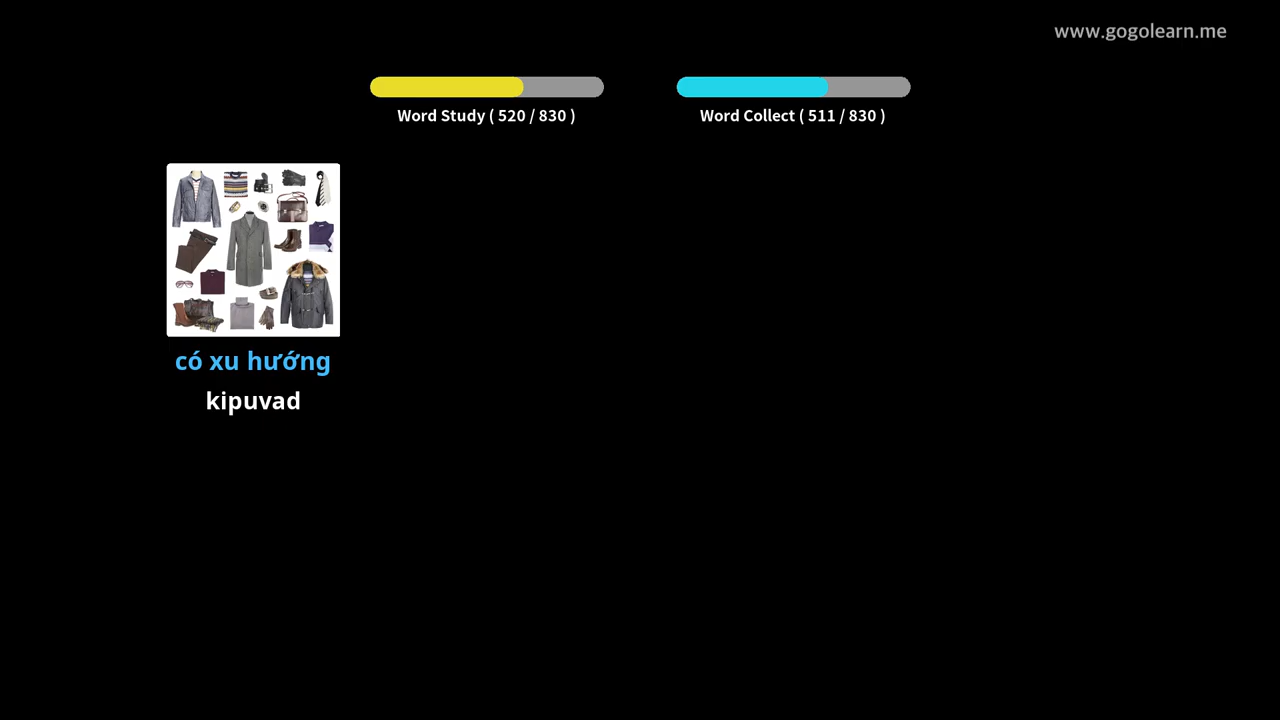 www.gogolearn.me
Word Study ( 520 / 830 )
Word Collect ( 511 / 830 )
có xu hướng
kipuvad